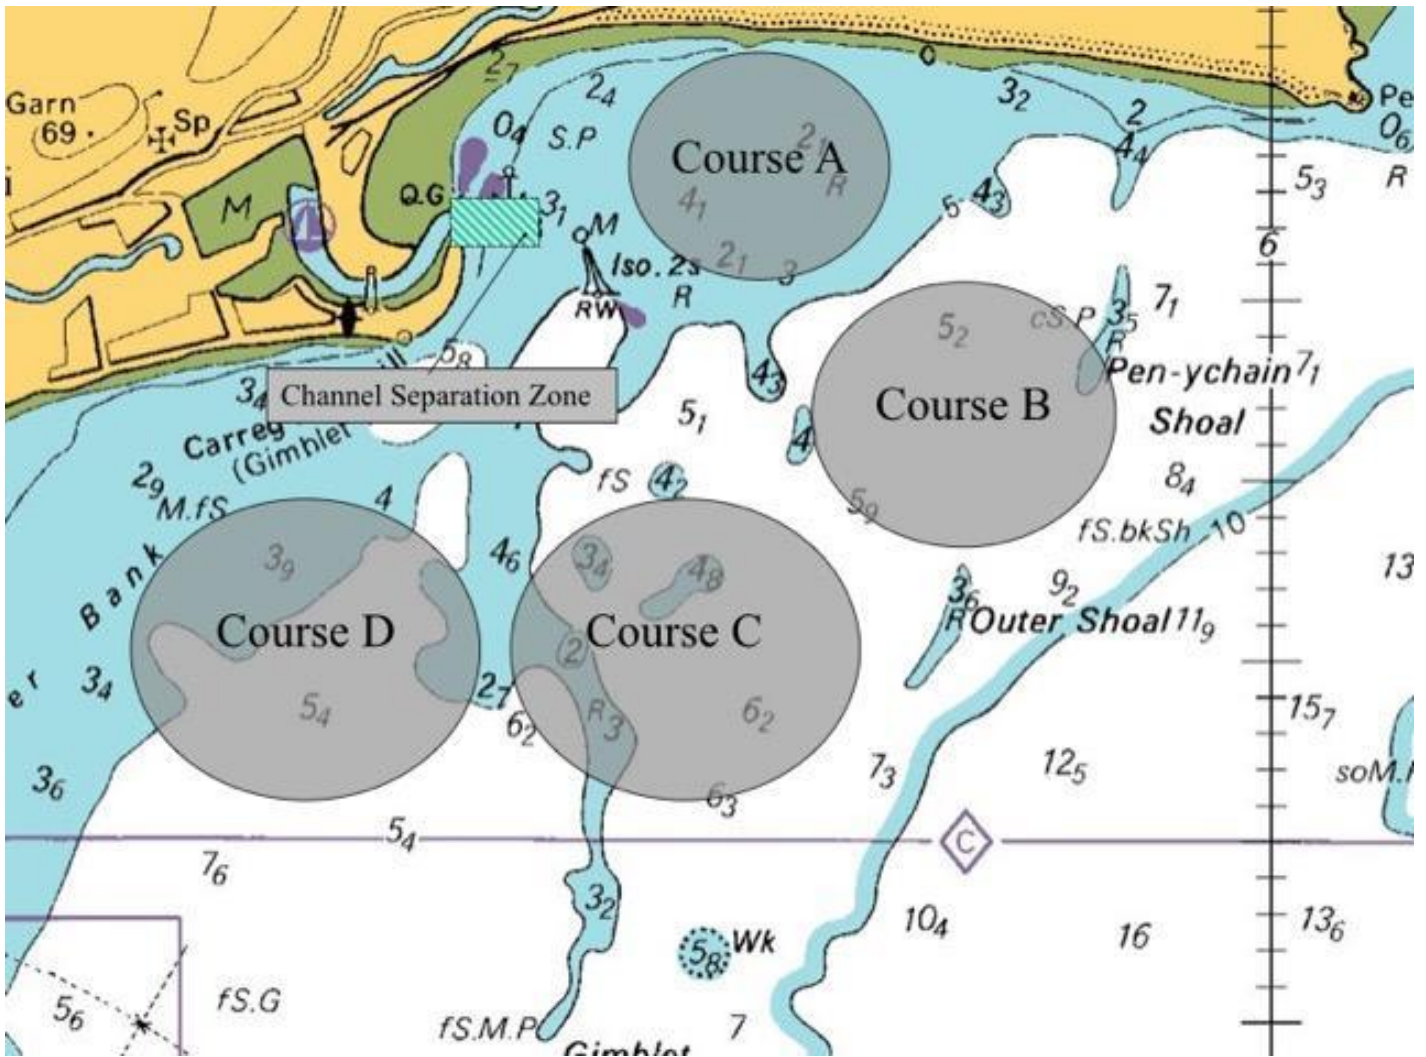 Garn
69
Sp
M
Q.G
2₇
0₄
2₄
S.P
3₁
M
Iso.2s
R
RW
Course A
2₁
R
4₁
2₁
3
0
3₂
2
4₄
4₃
5
Pe
0₆
5₃
R
6
7₁
5₈
3₄
Channel Separation Zone
Carreg
(Gimblet
ill
2₉
M.fS
4
Bank
er
4₃
5₁
4
fS
4₂
Course B
5₂
cS.P
3₅
R
5₉
Pen-ychain
Shoal
7₁
8₄
fS.bkSh
10
13
Course D
3₉
5₄
3₄
3₆
4₆
2₇
6₂
Course C
3₄
4₈
2
R
3
6₂
6₃
3₆
R
Outer Shoal
9₂
11₉
15₇
12₅
7₃
soM.
5₄
C
7₆
3₂
5₈
Wk
10₄
16
13₆
fS.G
5₆
fS.M.P
7
Gimblet